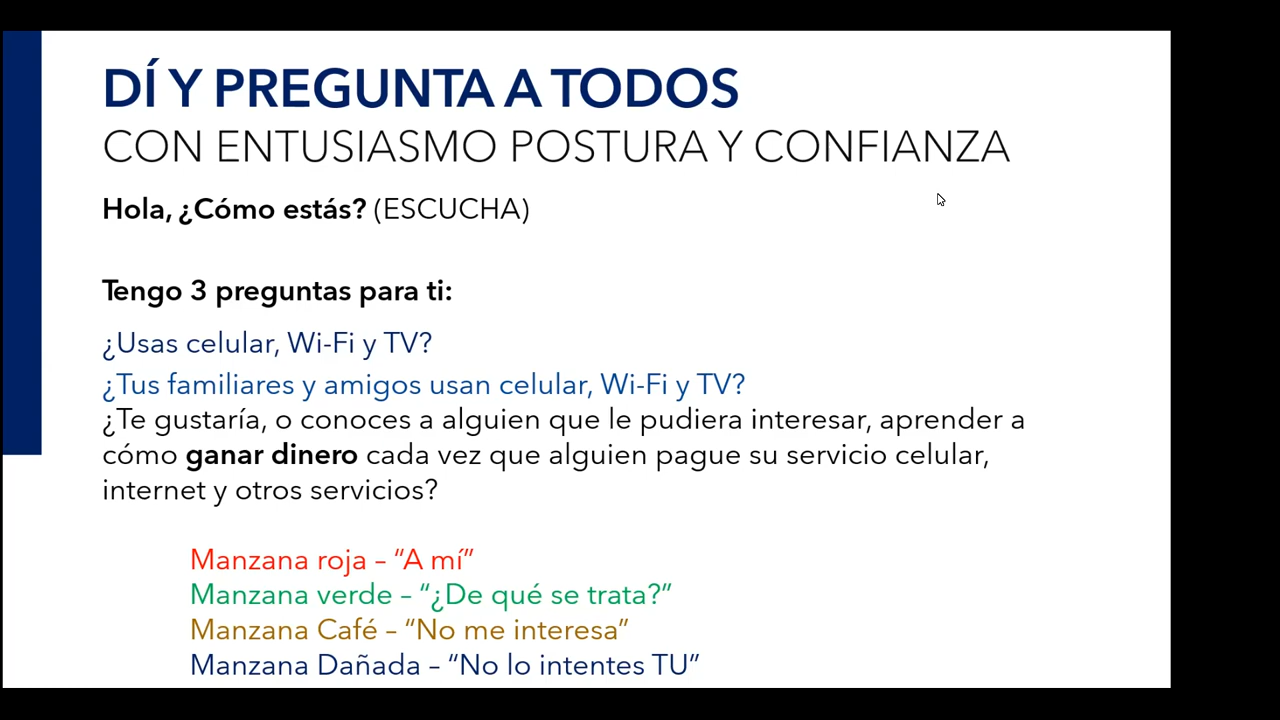 DÍ Y PREGUNTA A TODOS
CON ENTUSIASMO POSTURA Y CONFIANZA
Hola, ¿Cómo estás? (ESCUCHA)
Tengo 3 preguntas para ti:
¿Usas celular, Wi-Fi y TV?
¿Tus familiares y amigos usan celular, Wi-Fi y TV?
¿Te gustaría, o conoces a alguien que le pudiera interesar, aprender a
cómo ganar dinero cada vez que alguien pague su servicio celular,
internet y otros servicios?
Manzana roja – “A mí”
Manzana verde – “¿De qué se trata?”
Manzana Café – “No me interesa”
Manzana Dañada – “No lo intentes TU”